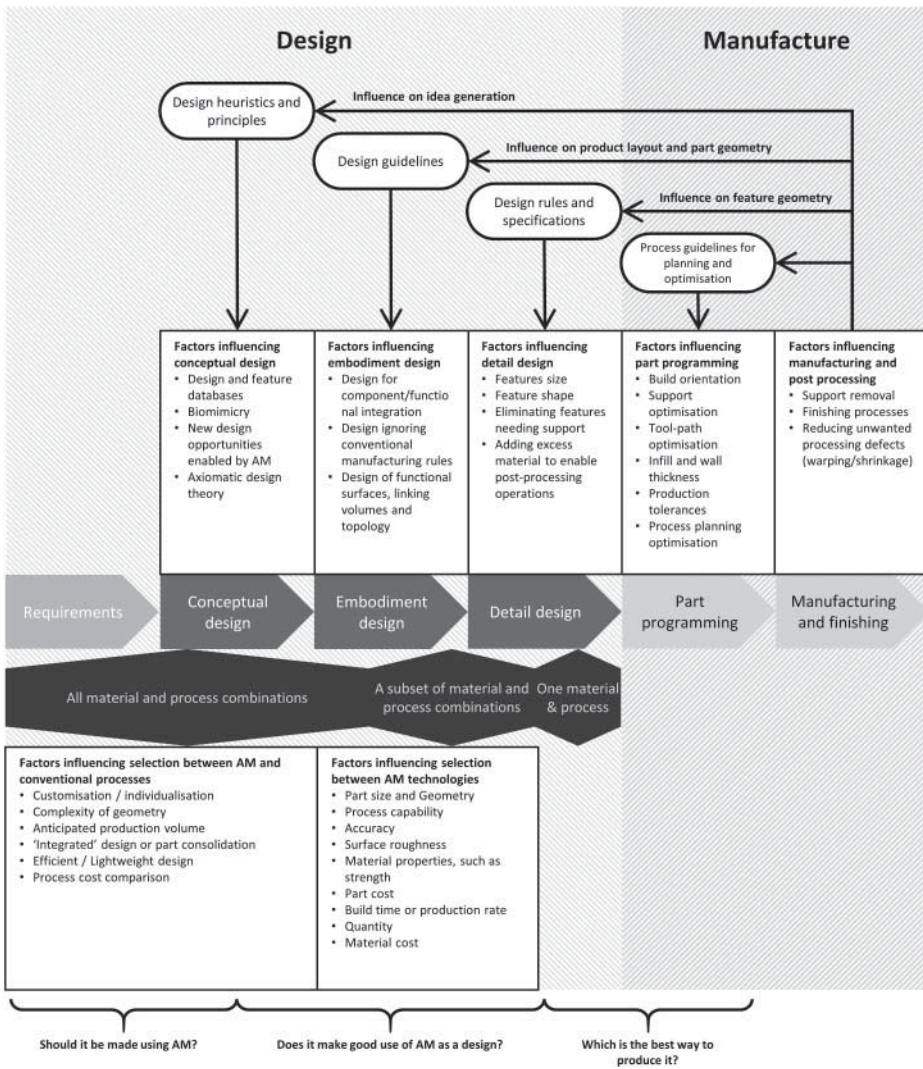 Design
Manufacture
Influence on idea generation
Design heuristics and
principles
Influence on product layout and part geometry
Design guidelines
Influence on feature geometry
Design rules and
specifications
Process guidelines for
planning and
optimisation
Factors influencing
conceptual design
• Design and feature
databases
• Biomimicry
• New design
opportunities
enabled by AM
• Axiomatic design
theory
Factors influencing
embodiment design
• Design for
component/functio
nal integration
• Design ignoring
conventional
manufacturing rules
• Design of functional
surfaces, linking
volumes and
topology
Factors influencing
detail design
• Features size
• Feature shape
• Eliminating features
needing support
• Adding excess
material to enable
post-processing
operations
Factors influencing
part programming
• Build orientation
• Support
optimisation
• Tool-path
optimisation
• Infill and wall
thickness
• Production
tolerances
• Process planning
optimisation
Factors influencing
manufacturing and
post processing
• Support removal
• Finishing processes
• Reducing unwanted
processing defects
(warping/shrinkage)
Requirements
Conceptual
design
Embodiment
design
Detail design
Part
programming
Manufacturing
and finishing
All material and process combinations
A subset of material and
process combinations
One material
& process
Factors influencing selection between AM and
conventional processes
• Customisation / individualisation
• Complexity of geometry
• Anticipated production volume
• ‘Integrated’ design or part consolidation
• Efficient / Lightweight design
• Process cost comparison
Factors influencing selection
between AM technologies
• Part size and Geometry
• Process capability
• Accuracy
• Surface roughness
• Material properties, such as
strength
• Part cost
• Build time or production rate
• Quantity
• Material cost
Should it be made using AM?
Does it make good use of AM as a design?
Which is the best way to
produce it?